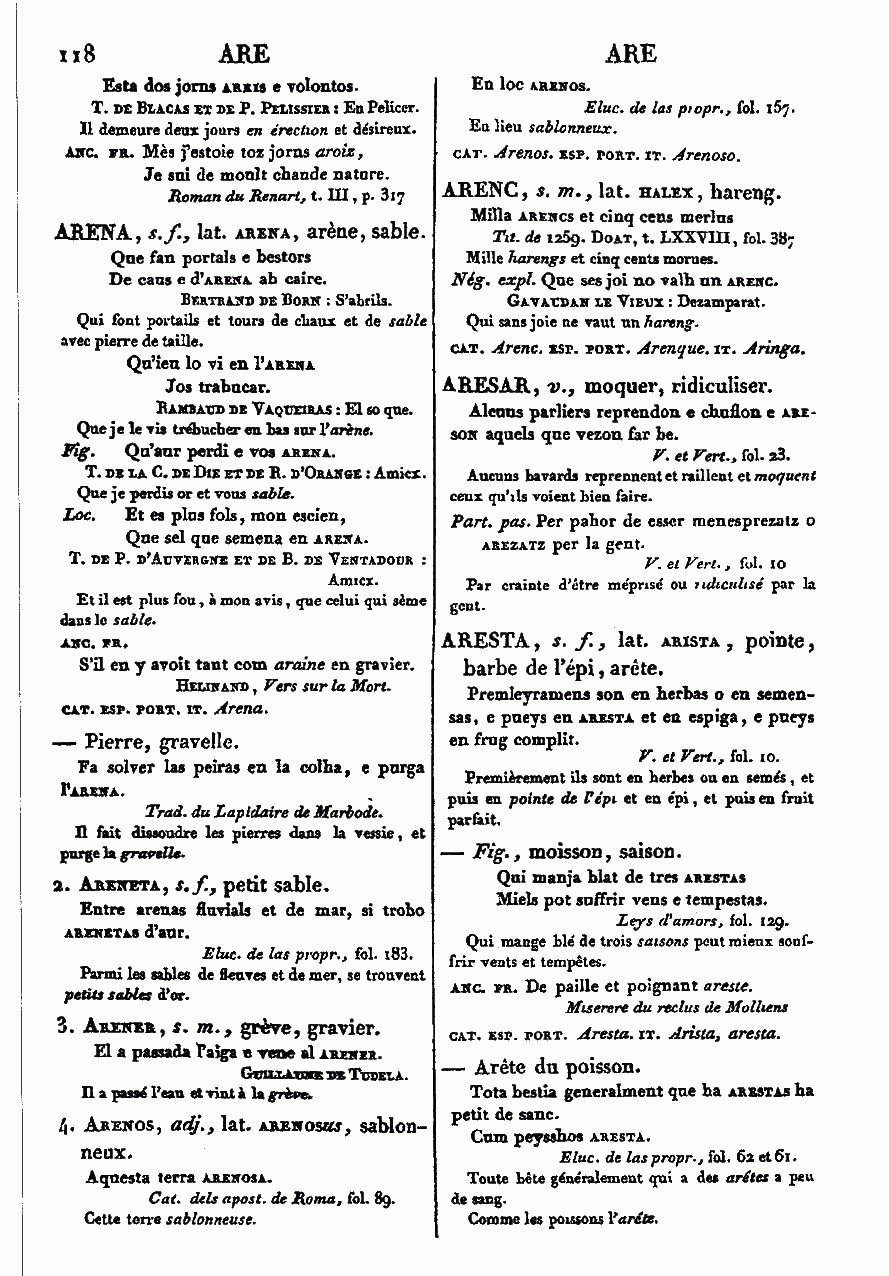 118 ARE ARE
Esta dos jorns AREIS e volontos.
T. DE BLACAS ET DE P. PELISSIER : En Pelicer.
Il demeure deux jours en érection et désireux.
ANC. FR. Mès j'estoie toz jorns aroiz,
Je sui de moult chaude nature.
Roman du Renart, t. III, p. 317
ARENA, s. f., lat. ARENA, arène, sable.
Que fan portals e bestors
De caus e d'ARENA ab caire.
BERTRAND DE BORN : S'abrils.
Qui font portails et tours de chaux et de sable
avec pierre de taille.
Qu'ieu lo vi en l'ARENA
Jos trabucar.
RAMBAUD DE VAQUEIRAS : El so que.
Que je le vis trébucher en bas sur l'arène.
Fig. Qu'aur perdi e vos ARENA.
T. DE LA C. DE DIE ET DE R. D'ORANGE : Amicx.
Que je perdis or et vous sable.
Loc. Et es plus fols, mon escien,
Que sel que semena en ARENA.
T. DE P. D'AUVERGNE ET DE B. DE VENTADOUR :
Amicx.
Et il est plus fou, à mon avis, que celui qui sème
dans le sable.
ANC. FR.
S'il en y avoit tant com araine en gravier.
HELINAND, Vers sur la Mort.
CAT. ESP. PORT. IT. Arena.
— Pierre, gravelle.
Fa solver las peiras en la colha, e purga
l'ARENA.
Trad. du Lapidaire de Marbode.
Il fait dissoudre les pierres dans la vessie, et
purge la gravelle.
2. ARENETA, s. f., petit sable.
Entre arenas fluvials et de mar, si trobo
ARENETAS d'aur.
Eluc. de las propr., fol. 183.
Parmi les sables de fleuves et de mer, se trouvent
petits sables d'or.
3. ARENER, s. m., grève, gravier.
El a passada l'aiga e vene al ARENER.
GUILLAUME DE TUDELA.
Il a passé l'eau et vint à la grève.
4. ARENOS, adj., lat. ARENOSUS, sablon-
neux.
Aquesta terra ARENOSA.
Cat. dels apost. de Roma, fol. 89.
Cette terre sablonneuse.
En loc ARENOS.
Eluc. de las propr., fol. 157.
En lieu sablonneux.
CAT. Arenos. ESP. PORT. IT. Arenoso.
ARENC, s. m., lat. HALEX, hareng.
Milla ARENCS et cinq cens merlus
Tit. de 1259. DOAT, t. LXXVIII, fol. 387
Mille harengs et cinq cents morues.
Nég. expl. Que ses joi no valh un ARENC.
GAVAUDAN LE VIEUX : Dezamparat.
Qui sans joie ne vaut un hareng.
CAT. Arenc. ESP. PORT. Arenque. IT. Aringa.
ARESAR, v., moquer, ridiculiser.
Alcuns parliers reprendon e chuflon e ARE-
SON aquels que vezon far be.
V. et Vert., fol. 23.
Aucuns bavards reprennent et raillent et moquent
ceux qu'ils voient bien faire.
Part. pas. Per pahor de esser menesprezatz o
AREZATZ per la gent.
V. et Vert., fol. 10
Par crainte d'être méprisé ou ridiculisé par la
gent.
ARESTA, s. f., lat. ARISTA, pointe,
barbe de l'épi, arête.
Premieyramens son en herbas o en semen-
sas, e pueys en ARESTA et en espiga, e pueys
en frug complit.
V. et Vert., fol. 10.
Premièrement ils sont en herbes ou en semés, et
puis en pointe de l'épi et en épi, et puis en fruit
parfait.
— Fig., moisson, saison.
Qui manja blat de tres ARESTAS
Miels pot suffrir vens e tempestas.
Leys d'amors, fol. 129.
Qui mange blé de trois saisons peut mieux souf-
frir vents et tempêtes.
ANC. FR. De paille et poignant areste.
Miserere du reclus de Moliens
CAT. ESP. PORT. Aresta. IT. Arista, aresta.
— Arête du poisson.
Tota bestia generalment que ha ARESTAS ha
petit de sanc.
Cum peysshos ARESTA.
Eluc. de las propr., fol. 62 et 61.
Toute bête généralement qui a des arêtes a peu
de sang.
Comme les poissons l'arête.